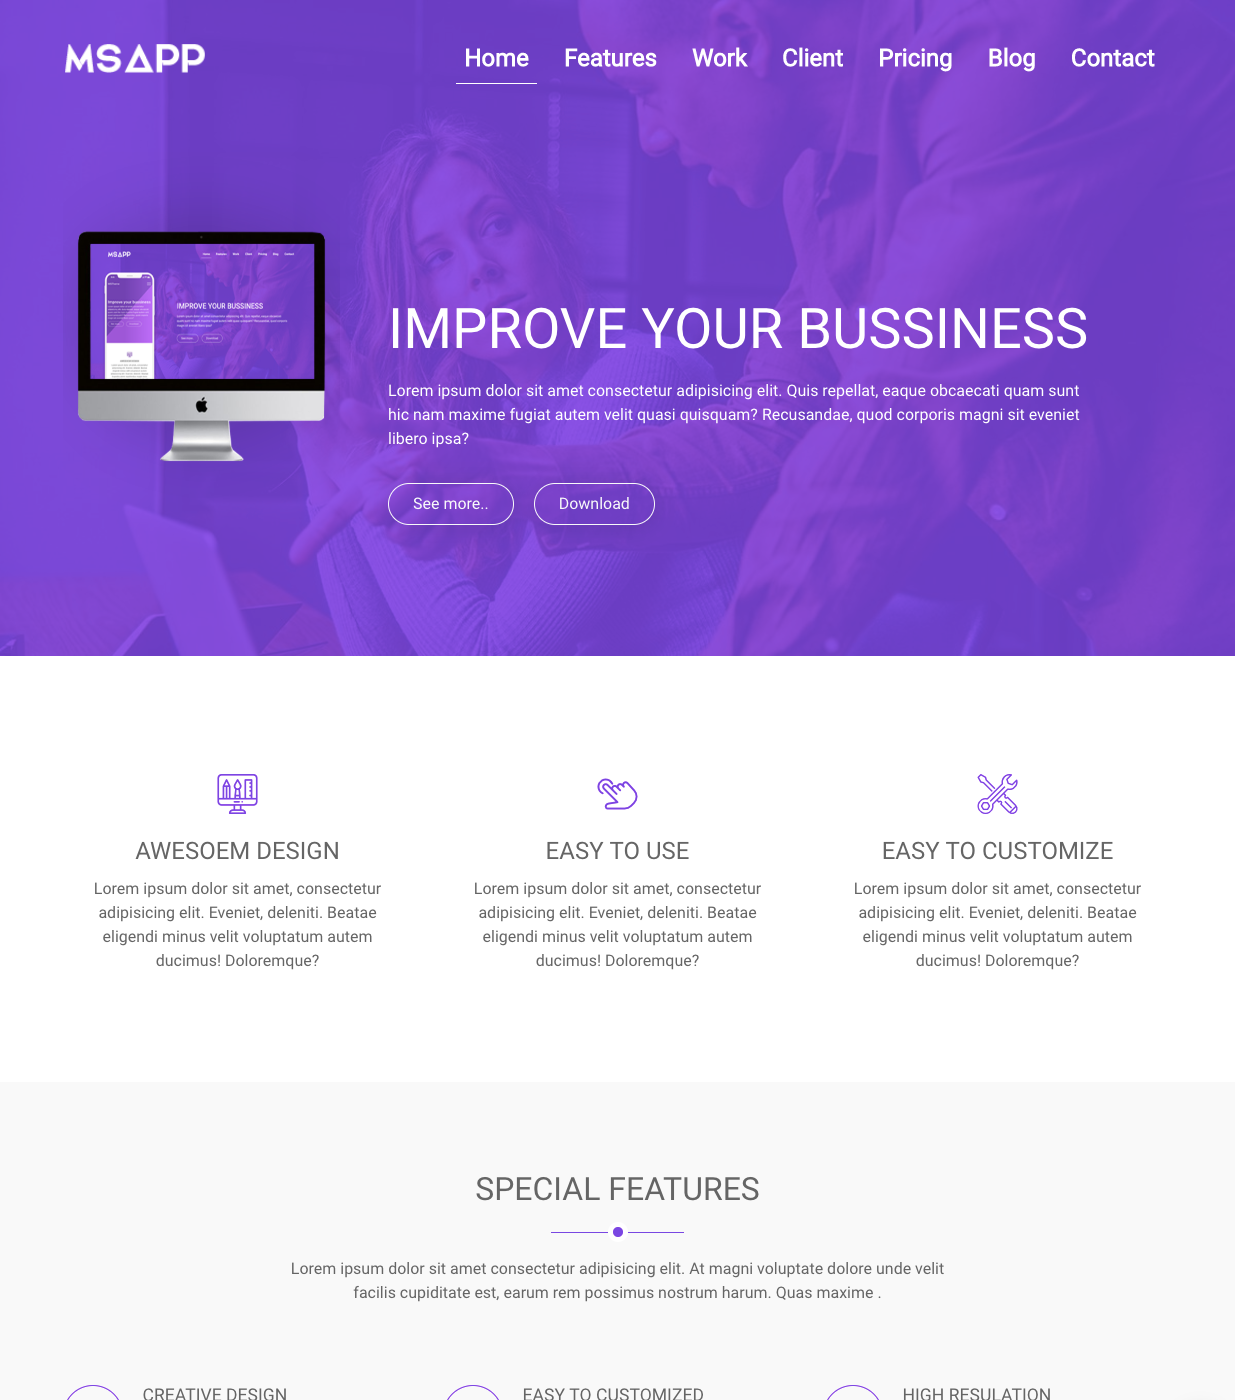 MSAPP
Home Features Work Client Pricing Blog Contact
MSAPP
IMPROVE YOUR BUSSINESS
IMPROVE YOUR BUSSINESS
Lorem ipsum dolor sit amet consectetur adipisicing elit. Quis repellat, eaque obcaecati quam sunt
hic nam maxime fugiat autem velit quasi quisquam? Recusandae, quod corporis magni sit eveniet
libero ipsa?
See more.. Download
AWESOEM DESIGN
Lorem ipsum dolor sit amet, consectetur
adipisicing elit. Eveniet, deleniti. Beatae
eligendi minus velit voluptatum autem
ducimus! Doloremque?
EASY TO USE
Lorem ipsum dolor sit amet, consectetur
adipisicing elit. Eveniet, deleniti. Beatae
eligendi minus velit voluptatum autem
ducimus! Doloremque?
EASY TO CUSTOMIZE
Lorem ipsum dolor sit amet, consectetur
adipisicing elit. Eveniet, deleniti. Beatae
eligendi minus velit voluptatum autem
ducimus! Doloremque?
SPECIAL FEATURES
Lorem ipsum dolor sit amet consectetur adipisicing elit. At magni voluptate dolore unde velit
facilis cupiditate est, earum rem possimus nostrum harum. Quas maxime .
CREATIVE DESIGN
EASY TO CUSTOMIZED
HIGH RESULATION